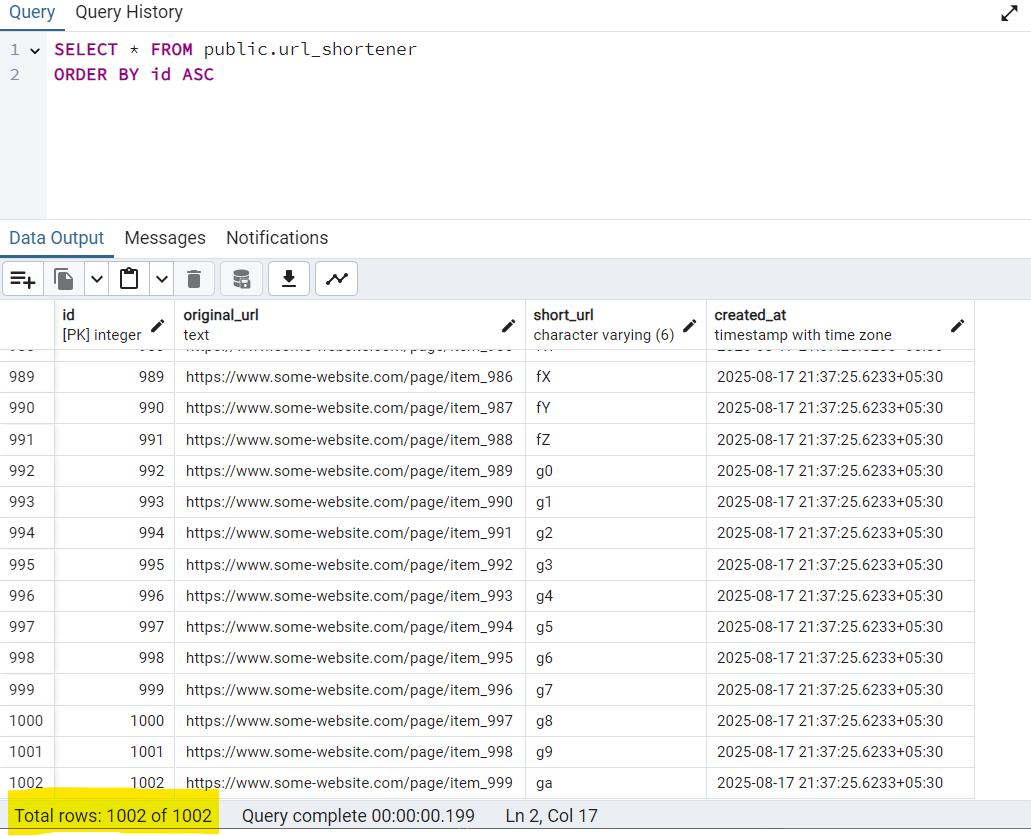 Query Query History
1 SELECT * FROM public.url_shortener
2 ORDER BY id ASC
Data Output Messages Notifications
id original_url short_url created_at
[PK] integer text character varying (6) timestamp with time zone
989 989 https://www.some-website.com/page/item_986 fX 2025-08-17 21:37:25.6233+05:30
990 990 https://www.some-website.com/page/item_987 fY 2025-08-17 21:37:25.6233+05:30
991 991 https://www.some-website.com/page/item_988 fZ 2025-08-17 21:37:25.6233+05:30
992 992 https://www.some-website.com/page/item_989 g0 2025-08-17 21:37:25.6233+05:30
993 993 https://www.some-website.com/page/item_990 g1 2025-08-17 21:37:25.6233+05:30
994 994 https://www.some-website.com/page/item_991 g2 2025-08-17 21:37:25.6233+05:30
995 995 https://www.some-website.com/page/item_992 g3 2025-08-17 21:37:25.6233+05:30
996 996 https://www.some-website.com/page/item_993 g4 2025-08-17 21:37:25.6233+05:30
997 997 https://www.some-website.com/page/item_994 g5 2025-08-17 21:37:25.6233+05:30
998 998 https://www.some-website.com/page/item_995 g6 2025-08-17 21:37:25.6233+05:30
999 999 https://www.some-website.com/page/item_996 g7 2025-08-17 21:37:25.6233+05:30
1000 1000 https://www.some-website.com/page/item_997 g8 2025-08-17 21:37:25.6233+05:30
1001 1001 https://www.some-website.com/page/item_998 g9 2025-08-17 21:37:25.6233+05:30
1002 1002 https://www.some-website.com/page/item_999 ga 2025-08-17 21:37:25.6233+05:30
Total rows: 1002 of 1002 Query complete 00:00:00.199 Ln 2, Col 17